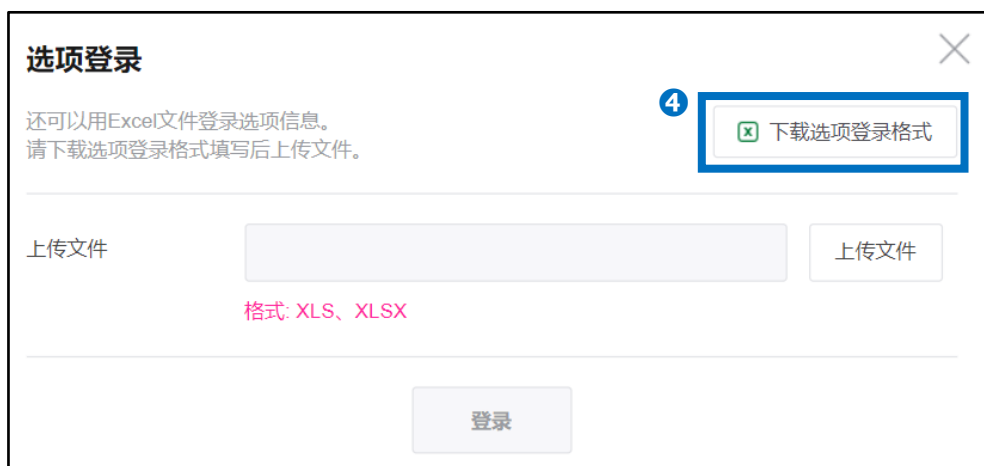 选项登录
还可以用Excel文件登录选项信息。
请下载选项登录格式填写后上传文件。
4
下载选项登录格式
上传文件
上传文件
格式: XLS、XLSX
登录